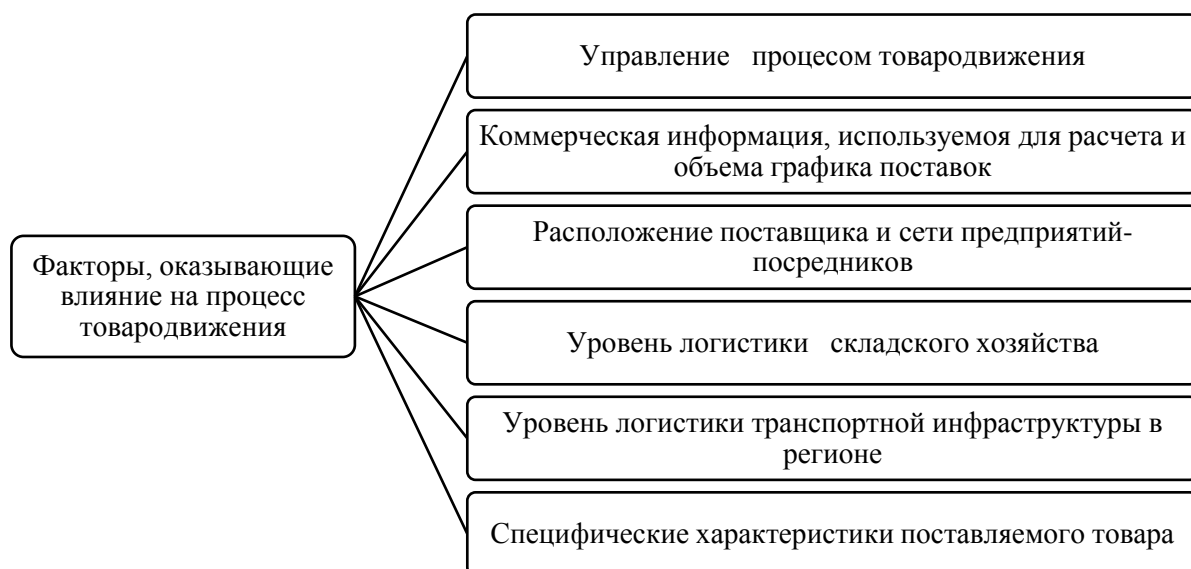 Факторы, оказывающие
влияние на процесс
товародвижения
Управление процесом товародвижения
Коммерческая информация, используемоя для расчета и
объема графика поставок
Расположение поставщика и сети предприятий-
посредников
Уровень логистики складского хозяйства
Уровень логистики транспортной инфраструктуры в
регионе
Специфические характеристики поставляемого товара